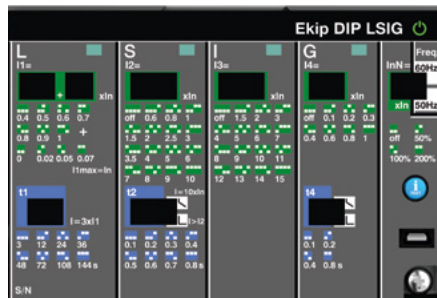 Ekip DIP LSIG
L
I1=
xIn
0.4 0.5 0.6 0.7
0.8 0.9 1 +
0 0.02 0.05 0.07
I1max=In
t1
I=3xI1
3 12 24 36
48 72 108 144s
S/N
S
I2=
xIn
off 0.6 0.8 1
1.5 2 2.5 3
3.5 4 5 6
7 8 9 10
t2
I=10xIn
I>I2
0.1 0.2 0.3 0.4
0.5 0.6 0.7 0.8s
I
I3=
xIn
off 1.5 2 3
4 5 6 7
8 9 10 11
12 13 14 15
G
I4=
xIn
off 0.1 0.2 0.3
0.4 0.6 0.8 1
t4
0.1 0.2
0.4 0.8s
Freq.
InN= 60Hz
xIn 50Hz
off 50%
100% 200%
i